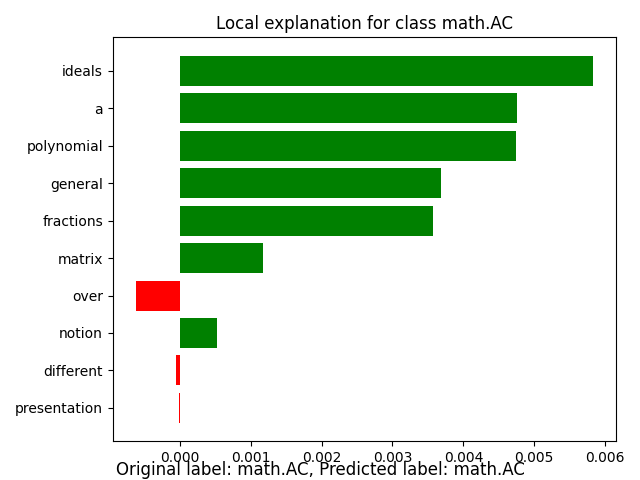 Local explanation for class math.AC
ideals
a
polynomial
general
fractions
matrix
over
notion
different
presentation
0.000 0.001 0.002 0.003 0.004 0.005 0.006
Original label: math.AC, Predicted label: math.AC